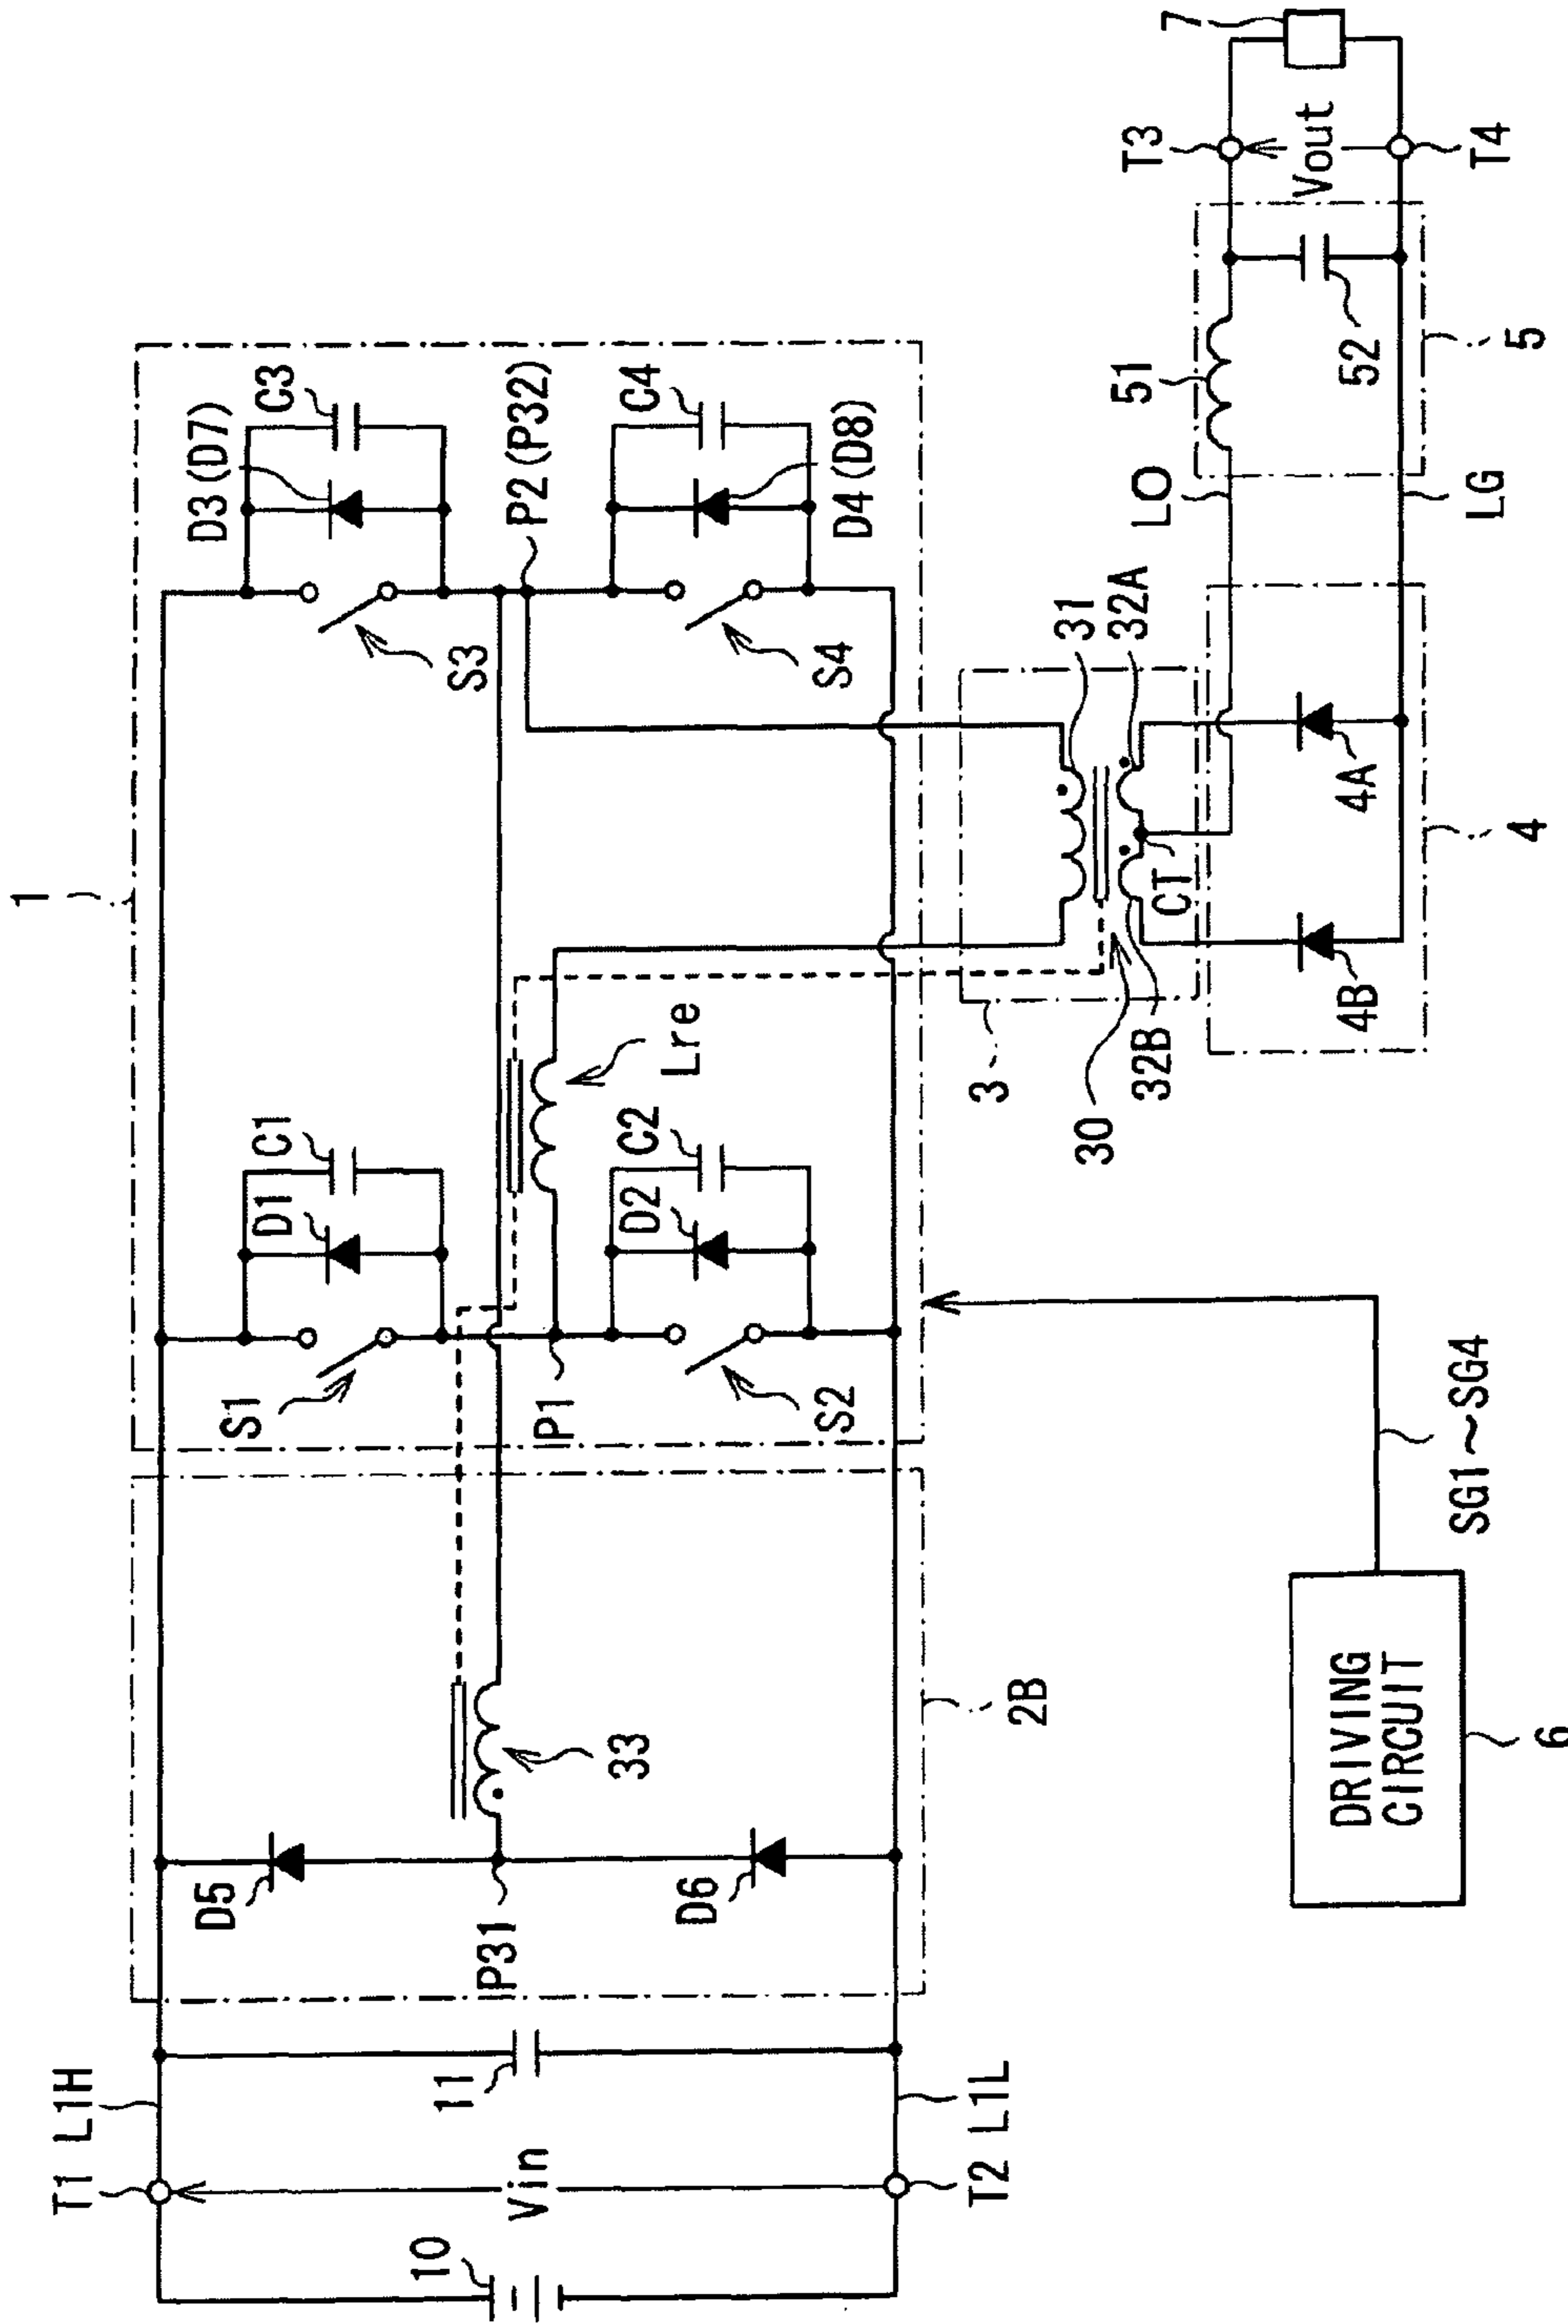 1
T1
L1H
10
Vin
11
T2
L1L
D5
P31
D6
33
2B
S1
D1
C1
P1
S2
D2
C2
Lre
D3(D7)
C3
S3
P2(P32)
S4
C4
D4(D8)
3
30
31
32A
32B
CT
4B
4A
4
LO
LG
51
52
5
T3
Vout
T4
7
DRIVING
CIRCUIT
6
SG1~SG4